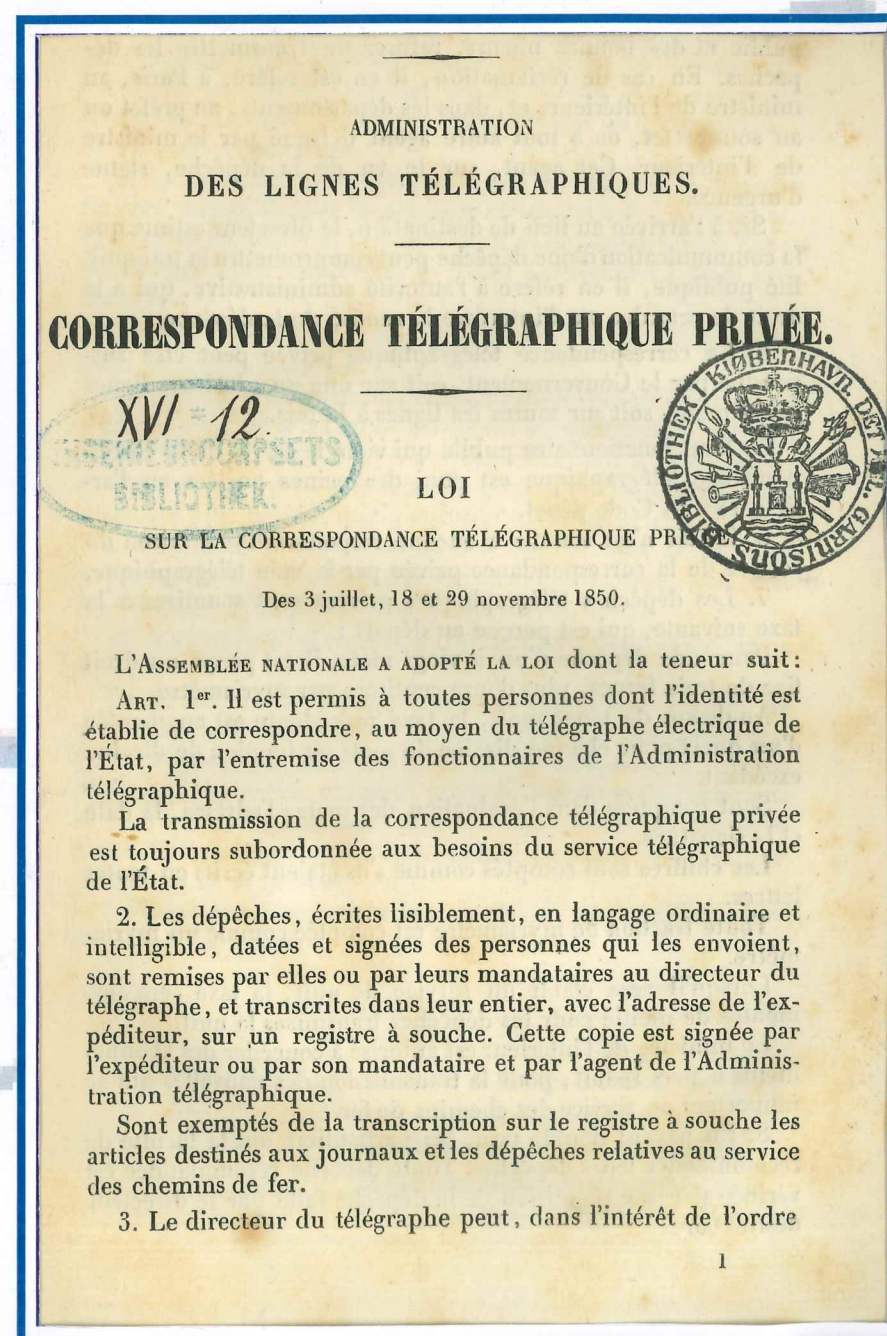 ADMINISTRATION
DES LIGNES TÉLÉGRAPHIQUES.
CORRESPONDANCE TÉLÉGRAPHIQUE PRIVÉE.
XVI 12.
BIBLIOTHEK.
BIBLIOTHEX I KIØBENHAVN. DET KGL. GARNISONS
LOI
SUR LA CORRESPONDANCE TÉLÉGRAPHIQUE PRIVÉE
Des 3 juillet, 18 et 29 novembre 1850.
L'ASSEMBLÉE NATIONALE A ADOPTÉ LA LOI dont la teneur suit:
ART. 1er. Il est permis à toutes personnes dont l'identité est
établie de correspondre, au moyen du télégraphe électrique de
l'État, par l'entremise des fonctionnaires de l'Administration
télégraphique.
La transmission de la correspondance télégraphique privée
est toujours subordonnée aux besoins du service télégraphique
de l'État.
2. Les dépêches, écrites lisiblement, en langage ordinaire et
intelligible, datées et signées des personnes qui les envoient,
sont remises par elles ou par leurs mandataires au directeur du
télégraphe, et transcrites dans leur entier, avec l'adresse de l'ex-
péditeur, sur un registre à souche. Cette copie est signée par
l'expéditeur ou par son mandataire et par l'agent de l'Adminis-
tration télégraphique.
Sont exemptés de la transcription sur le registre à souche les
articles destinés aux journaux et les dépêches relatives au service
des chemins de fer.
3. Le directeur du télégraphe peut, dans l'intérêt de l'ordre
1